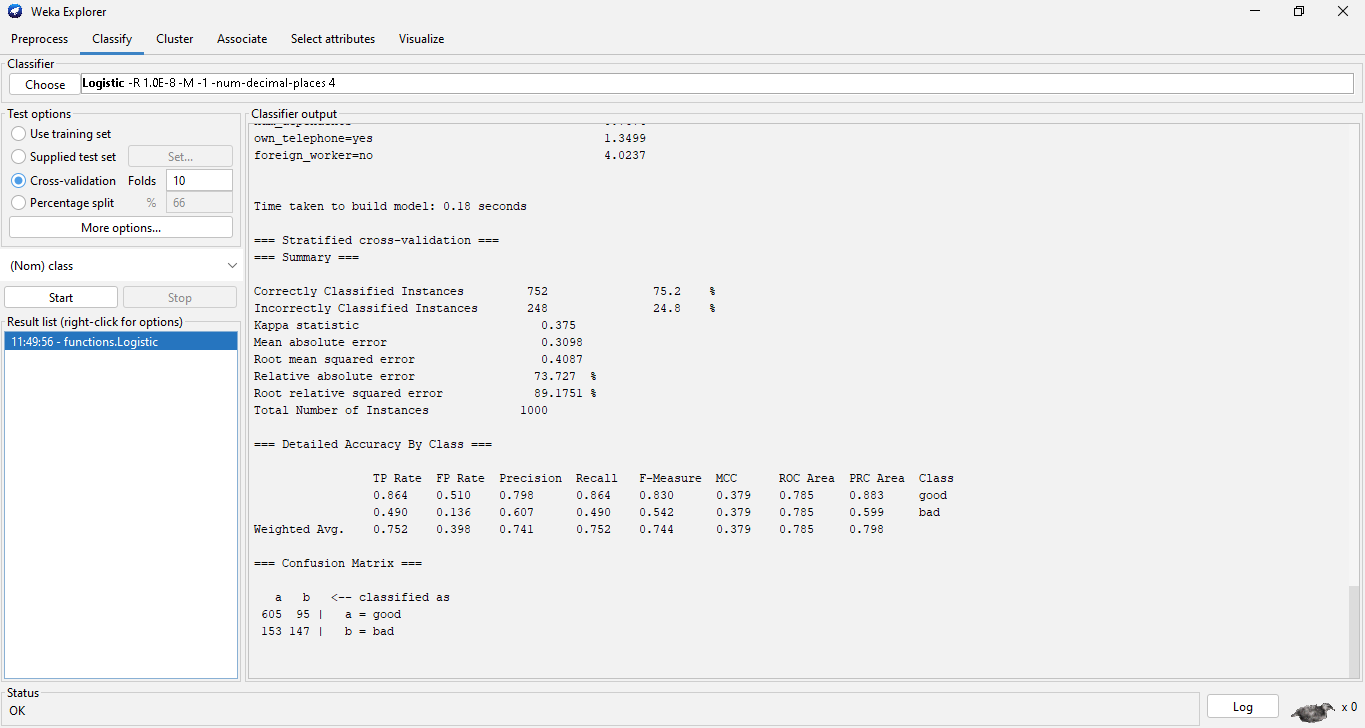 Weka Explorer
Preprocess Classify Cluster Associate Select attributes Visualize
Classifier
Choose Logistic -R 1.0E-8 -M -1 -num-decimal-places 4
Test options
Use training set
Supplied test set Set...
Cross-validation Folds 10
Percentage split % 66
More options...
(Nom) class
Start Stop
Result list (right-click for options)
11:49:56 - functions.Logistic
Classifier output
own_telephone=yes 1.3499
foreign_worker=no 4.0237
Time taken to build model: 0.18 seconds
=== Stratified cross-validation ===
=== Summary ===
Correctly Classified Instances 752 75.2 %
Incorrectly Classified Instances 248 24.8 %
Kappa statistic 0.375
Mean absolute error 0.3098
Root mean squared error 0.4087
Relative absolute error 73.727 %
Root relative squared error 89.1751 %
Total Number of Instances 1000
=== Detailed Accuracy By Class ===
TP Rate FP Rate Precision Recall F-Measure MCC ROC Area PRC Area Class
0.864 0.510 0.798 0.864 0.830 0.379 0.785 0.883 good
0.490 0.136 0.607 0.490 0.542 0.379 0.785 0.599 bad
Weighted Avg. 0.752 0.398 0.741 0.752 0.744 0.379 0.785 0.798
=== Confusion Matrix ===
a b <-- classified as
605 95 | a = good
153 147 | b = bad
Status
OK
Log x 0